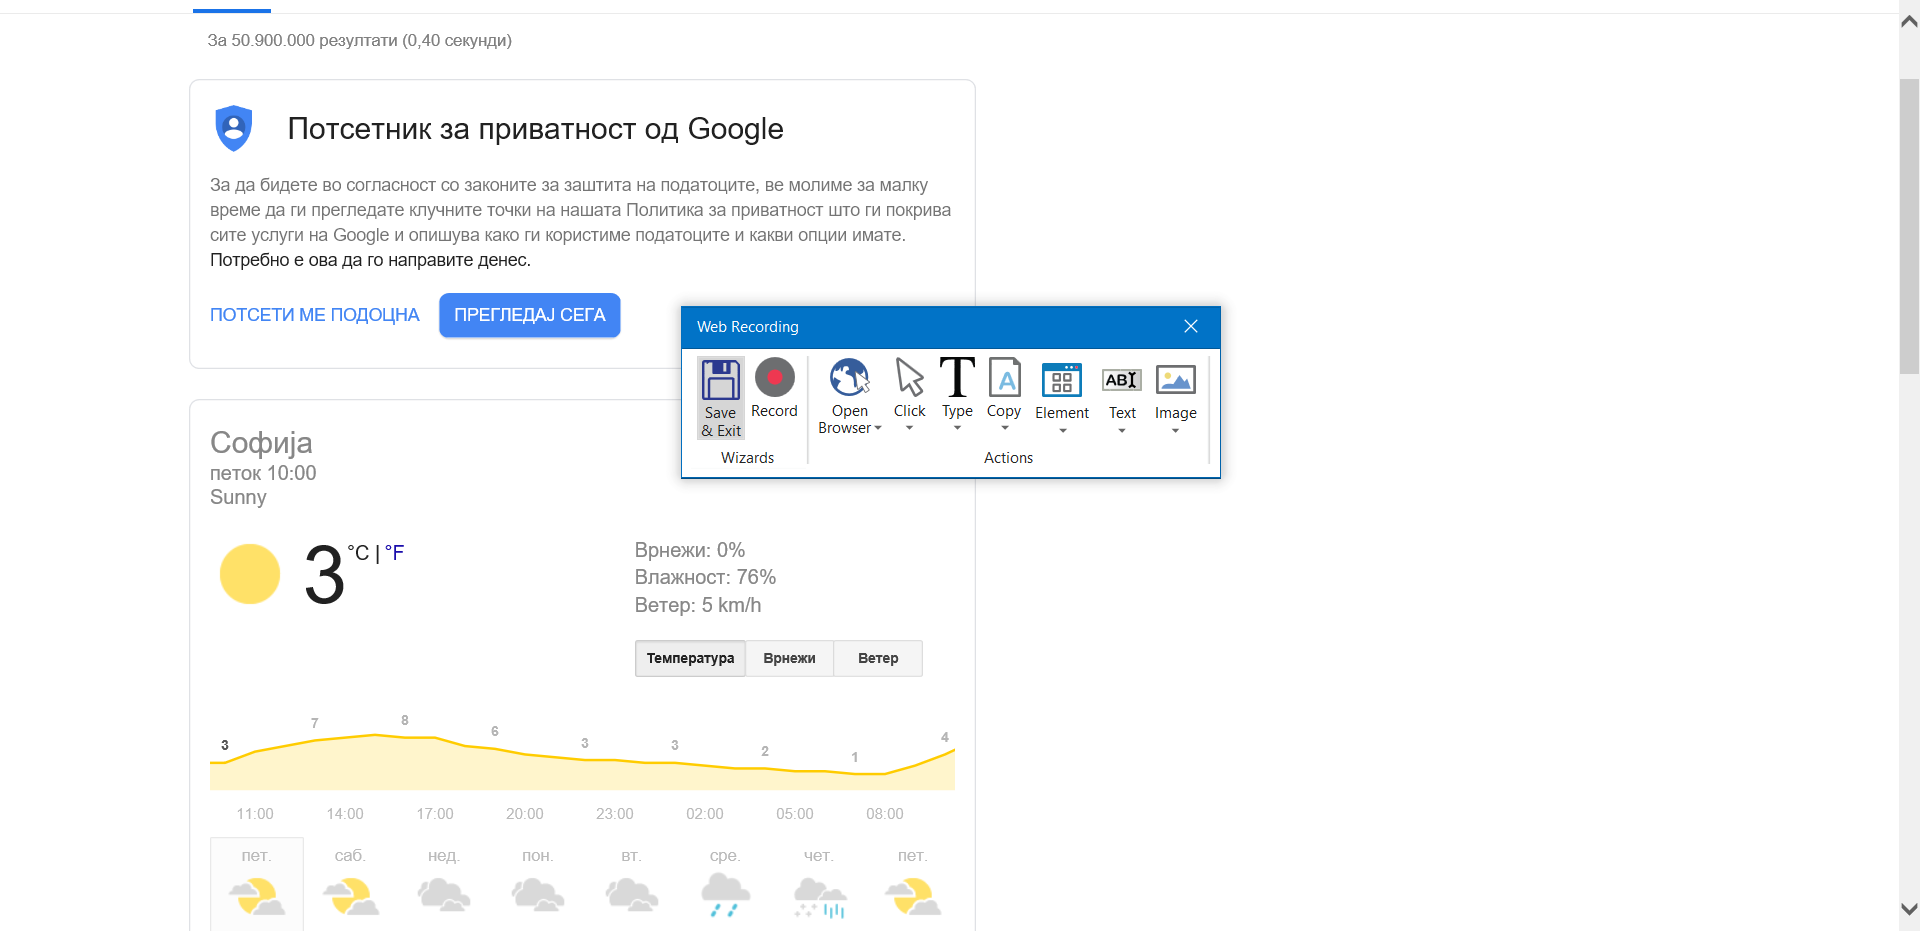 За 50.900.000 резултати (0,40 секунди)
Потсетник за приватност од Google
За да бидете во согласност со законите за заштита на податоците, ве молиме за малку
време да ги прегледате клучните точки на нашата Политика за приватност што ги покрива
сите услуги на Google и опишува како ги користиме податоците и какви опции имате.
Потребно е ова да го направите денес.
ПОТСЕТИ МЕ ПОДОЦНА ПРЕГЛЕДАЈ СЕГА
Web Recording
Save
& Exit
Record
Open
Browser
Click
Type
Copy
Element
Text
Image
ABI
Wizards
Actions
Софија
петок 10:00
Sunny
3 °C | °F
Врнежи: 0%
Влажност: 76%
Ветер: 5 km/h
Температура Врнежи Ветер
3 7 8 6 3 3 2 1 4
11:00 14:00 17:00 20:00 23:00 02:00 05:00 08:00
пет. саб. нед. пон. вт. сре. чет. пет.